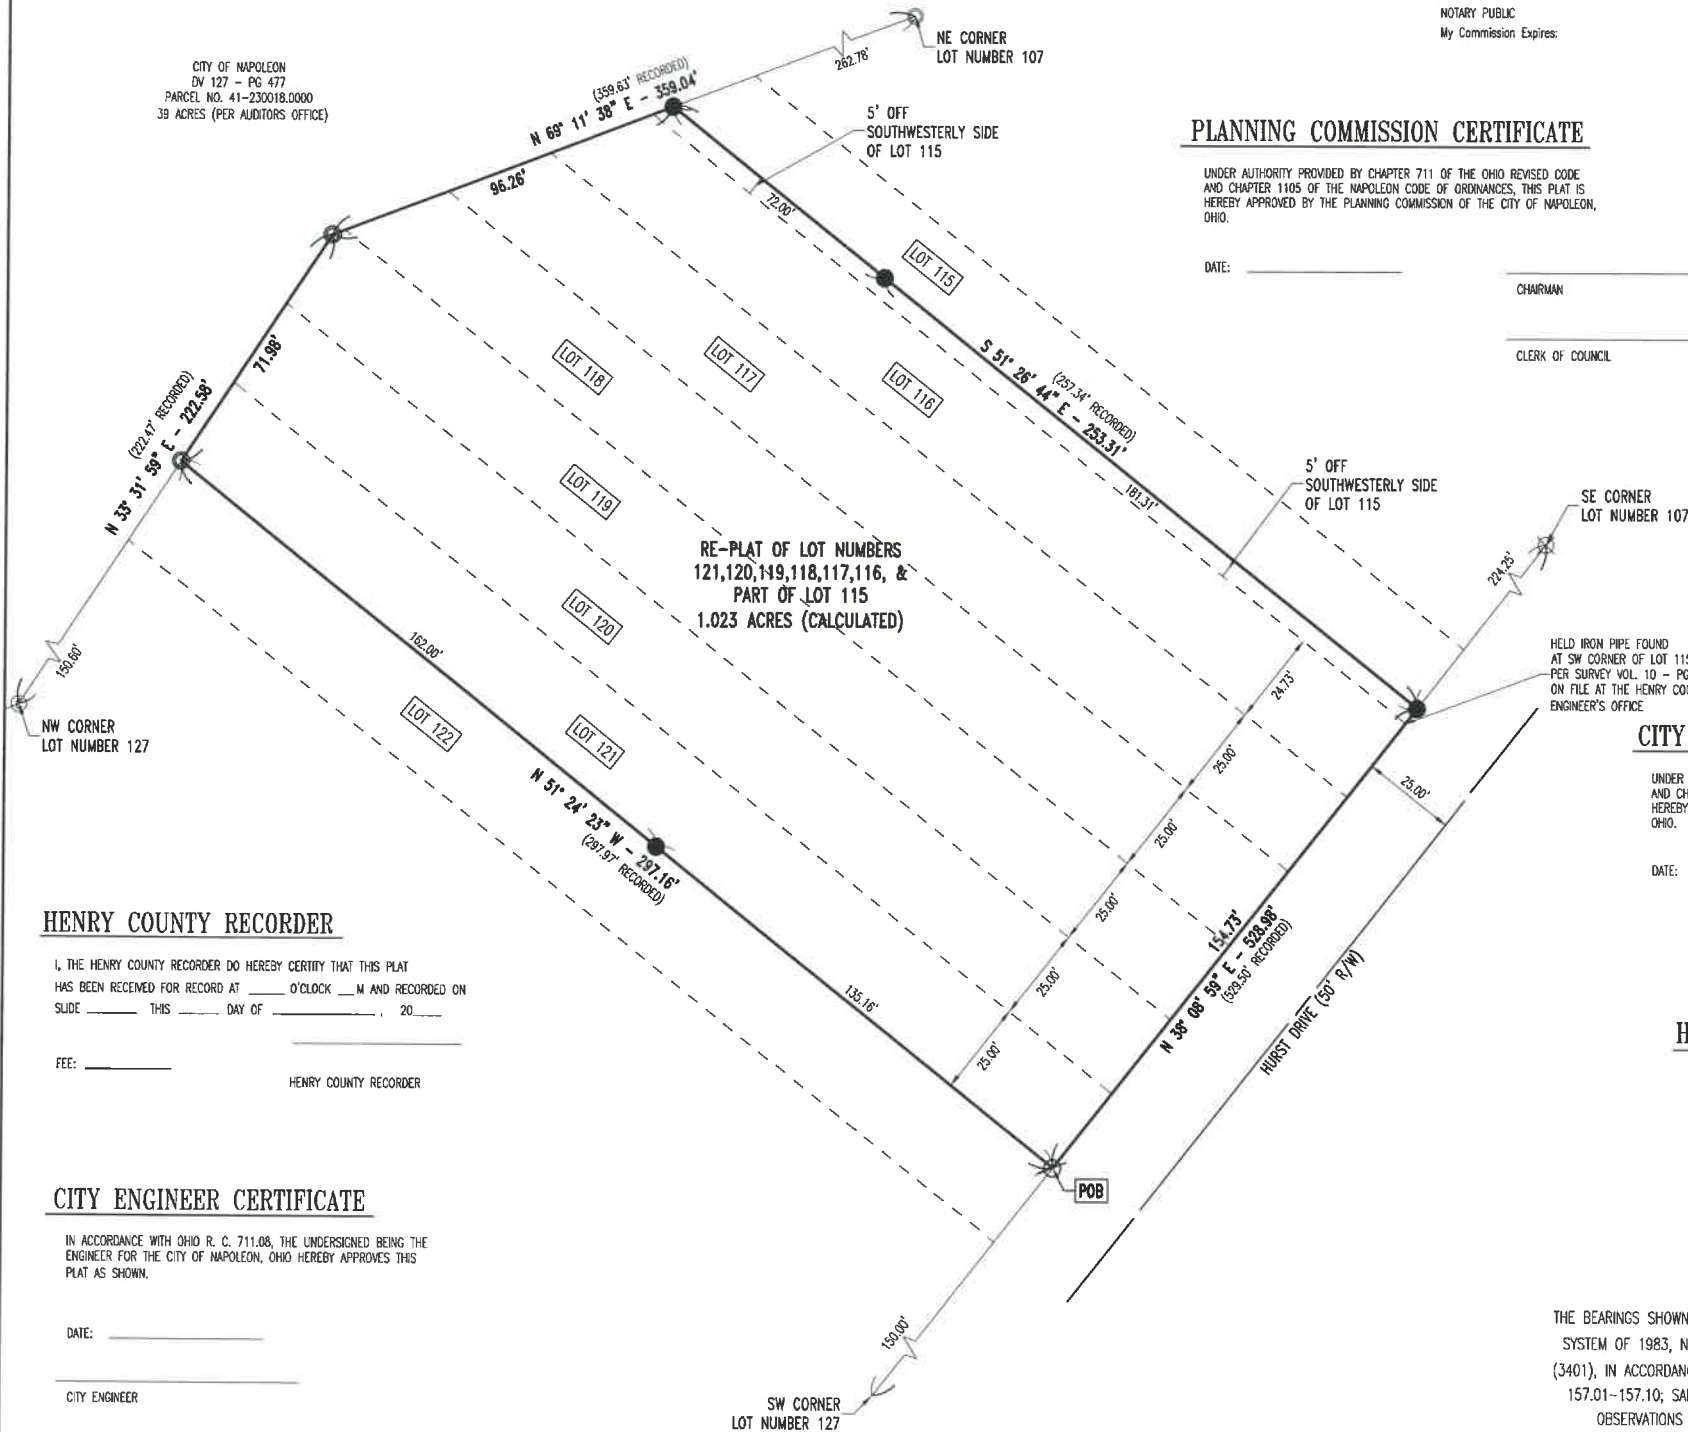 NOTARY PUBLIC
My Commission Expires:
CITY OF NAPOLEON
DV 127 - PG 477
PARCEL NO. 41-230018.0000
39 ACRES (PER AUDITORS OFFICE)
NE CORNER
LOT NUMBER 107
262.78'
(359.63' RECORDED)
N 69° 11' 38" E - 359.04'
96.26'
5' OFF
SOUTHWESTERLY SIDE
OF LOT 115
72.00'
PLANNING COMMISSION CERTIFICATE
UNDER AUTHORITY PROVIDED BY CHAPTER 711 OF THE OHIO REVISED CODE
AND CHAPTER 1105 OF THE NAPOLEON CODE OF ORDINANCES, THIS PLAT IS
HEREBY APPROVED BY THE PLANNING COMMISSION OF THE CITY OF NAPOLEON,
OHIO.
DATE:
CHAIRMAN
CLERK OF COUNCIL
LOT 115
LOT 118
LOT 117
LOT 116
71.98'
(222.47' RECORDED)
N 33° 31' 59" E - 222.58'
(257.34' RECORDED)
S 51° 26' 44" E - 253.31'
181.31'
5' OFF
SOUTHWESTERLY SIDE
OF LOT 115
SE CORNER
LOT NUMBER 107
224.25'
LOT 119
RE-PLAT OF LOT NUMBERS
121,120,119,118,117,116, &
PART OF LOT 115
1.023 ACRES (CALCULATED)
LOT 120
162.00'
150.60'
NW CORNER
LOT NUMBER 127
LOT 122
LOT 121
HELD IRON PIPE FOUND
AT SW CORNER OF LOT 115
PER SURVEY VOL. 10 - PG
ON FILE AT THE HENRY CO
ENGINEER'S OFFICE
CITY
UNDER
AND CH
HEREBY
OHIO.
DATE:
24.73'
25.00'
25.00'
25.00'
25.00'
25.00'
25.00'
N 51° 24' 23" W - 297.16'
(297.97' RECORDED)
135.16'
154.73'
N 38° 08' 59" E - 528.98'
(529.50' RECORDED)
HURST DRIVE (50' R/W)
HENRY COUNTY RECORDER
I, THE HENRY COUNTY RECORDER DO HEREBY CERTITY THAT THIS PLAT
HAS BEEN RECEIVED FOR RECORD AT _____ O'CLOCK __ M AND RECORDED ON
SLIDE _______ THIS _____ DAY OF ______________, 20____
FEE:
HENRY COUNTY RECORDER
H
POB
CITY ENGINEER CERTIFICATE
IN ACCORDANCE WITH OHIO R. C. 711.08, THE UNDERSIGNED BEING THE
ENGINEER FOR THE CITY OF NAPOLEON, OHIO HEREBY APPROVES THIS
PLAT AS SHOWN.
DATE:
CITY ENGINEER
150.00'
SW CORNER
LOT NUMBER 127
THE BEARINGS SHOWN
SYSTEM OF 1983, N
(3401), IN ACCORDAN
157.01-157.10; SA
OBSERVATIONS